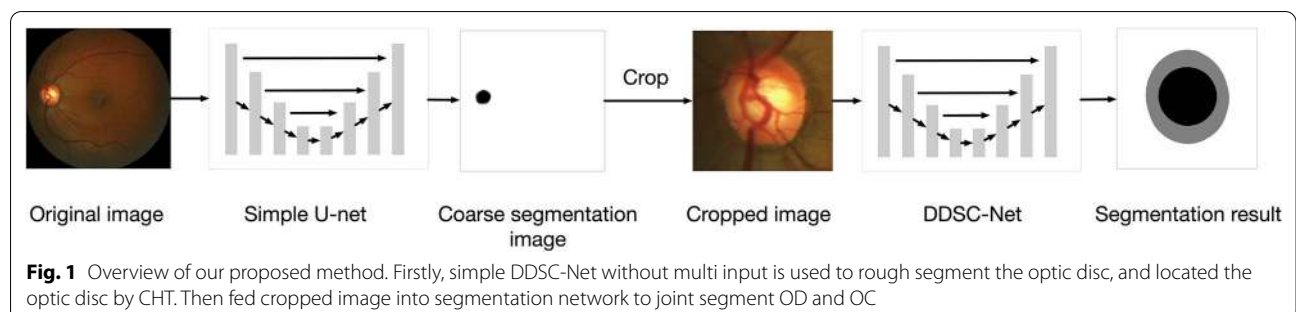 Crop
Original image
Simple U-net
Coarse segmentation
image
Cropped image
DDSC-Net
Segmentation result
Fig. 1 Overview of our proposed method. Firstly, simple DDSC-Net without multi input is used to rough segment the optic disc, and located the
optic disc by CHT. Then fed cropped image into segmentation network to joint segment OD and OC